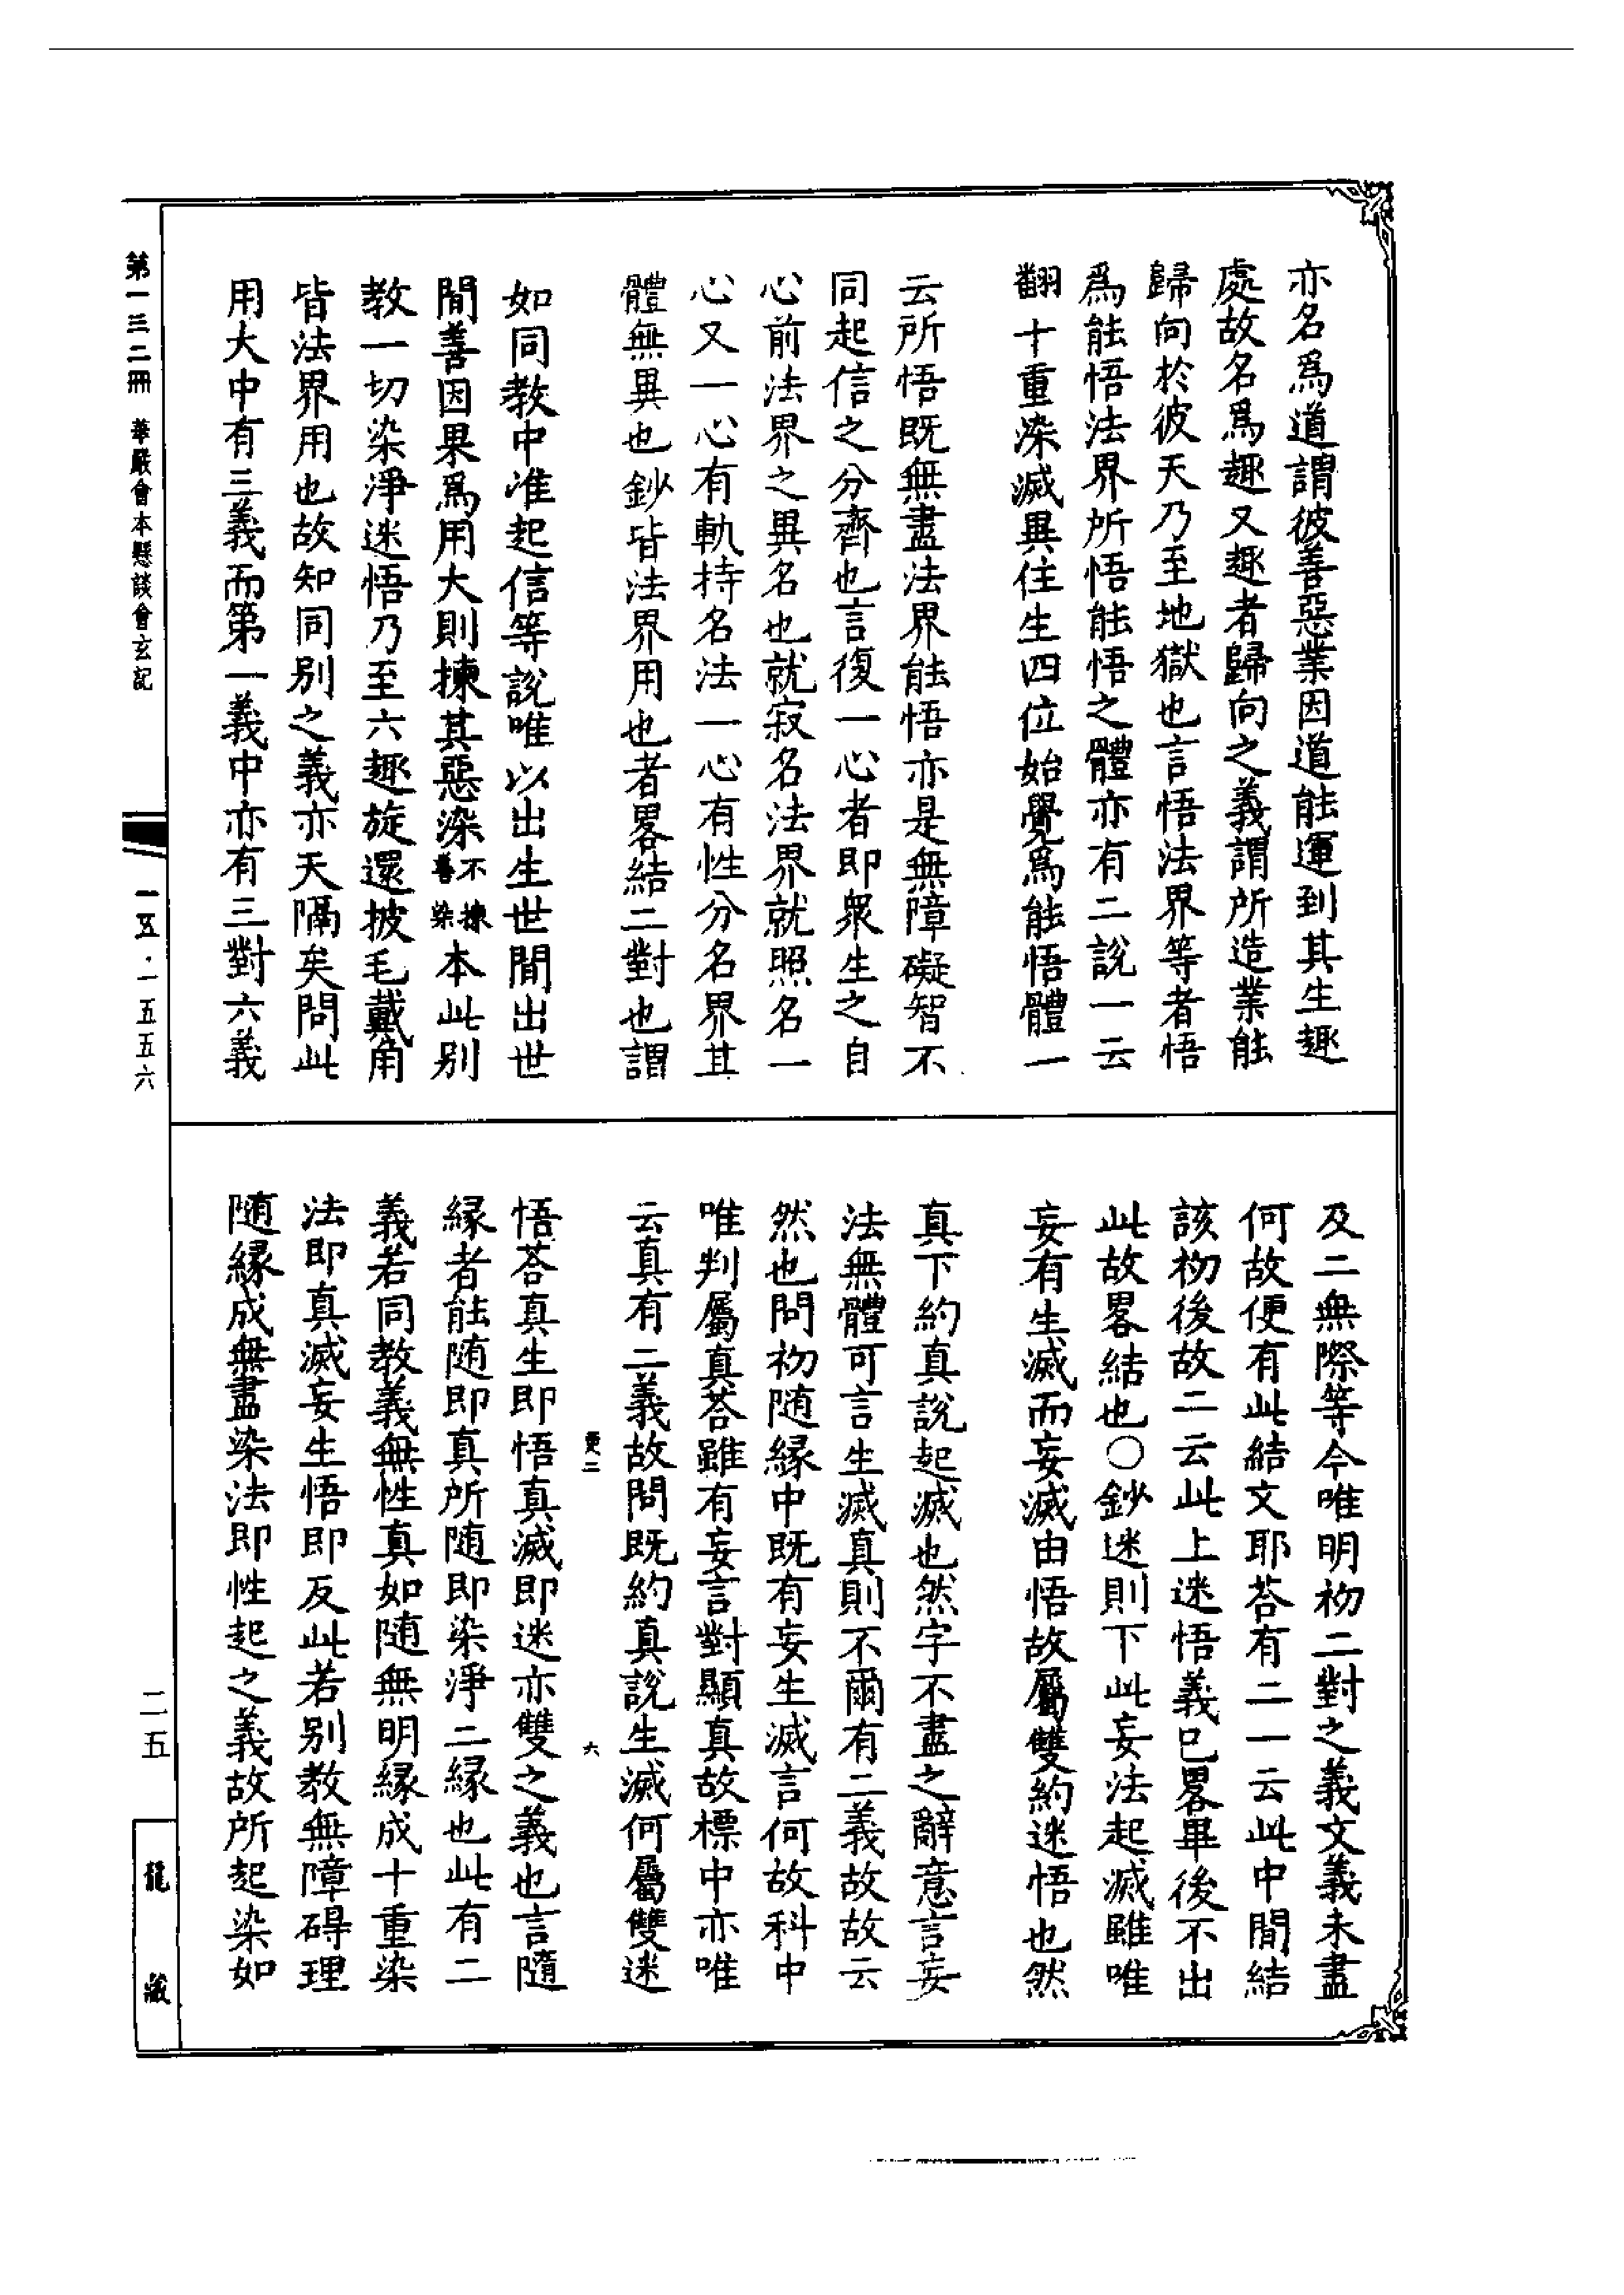 亦名爲道謂彼善惡業因道能運到其生趣
處故名爲趣又趣者歸向之義謂所造業能
歸向於彼天乃至地獄也言悟法界等者悟
爲能悟法界所悟能悟之體亦有二說一云
翻十重染滅異住生四位始覺爲能悟體一
云所悟既無盡法界能悟亦是無障礙智不
同起信之分齊也言復一心者即衆生之自
心前法界之異名也就寂名法界就照名一
心又一心有軌持名法一心有性分名界其
體無異也鈔皆法界用也者畧結二對也謂
如同教中准起信等說唯以出生世間出世
間善因果爲用大則揀其惡染不揀善染本此别
教一切染淨迷悟乃至六趣旋還披毛戴角
皆法界用也故知同别之義亦天隔矣問此
用大中有三義而第一義中亦有三對六義
及二無際等今唯明初二對之義文義未盡
何故便有此結文耶荅有二一云此中間結
該初後故二云此上迷悟義已畧畢後不出
此故畧結也〇鈔迷則下此妄法起滅雖唯
妄有生滅而妄滅由悟故屬雙約迷悟也然
真下約真說起滅也然字不盡之辭意言妄
法無體可言生滅真則不爾有二義故故云
然也問初随緣中既有妄生滅言何故科中
唯判屬真荅雖有妄言對顯真故標中亦唯
云真有二義故問既約真說生滅何屬雙迷
更二 六
悟荅真生即悟真滅即迷亦雙之義也言隨
緣者能随即真所随即染淨二緣也此有二
義若同教義無性真如随無明緣成十重染
法即真滅妄生悟即反此若别教無障碍理
随緣成無盡染法即性起之義故所起染如
第一三二冊 華嚴會本懸談會玄記
一五·一五五六
二五
龍藏